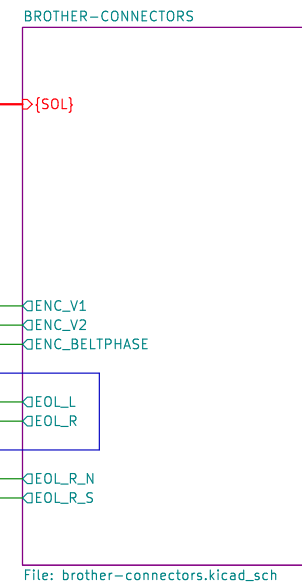 BROTHER-CONNECTORS
{SOL}
ENC_V1
ENC_V2
ENC_BELTPHASE
EOL_L
EOL_R
EOL_R_N
EOL_R_S
File: brother-connectors.kicad_sch